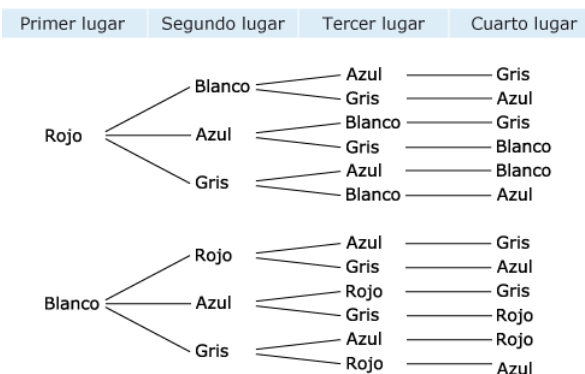 Primer lugar Segundo lugar Tercer lugar Cuarto lugar
Azul Gris
Blanco
Gris Azul
Blanco Gris
Rojo Azul
Gris Blanco
Azul Blanco
Gris
Blanco Azul
Azul Gris
Rojo
Gris Azul
Rojo Gris
Blanco Azul
Gris Rojo
Azul Rojo
Gris
Rojo Azul